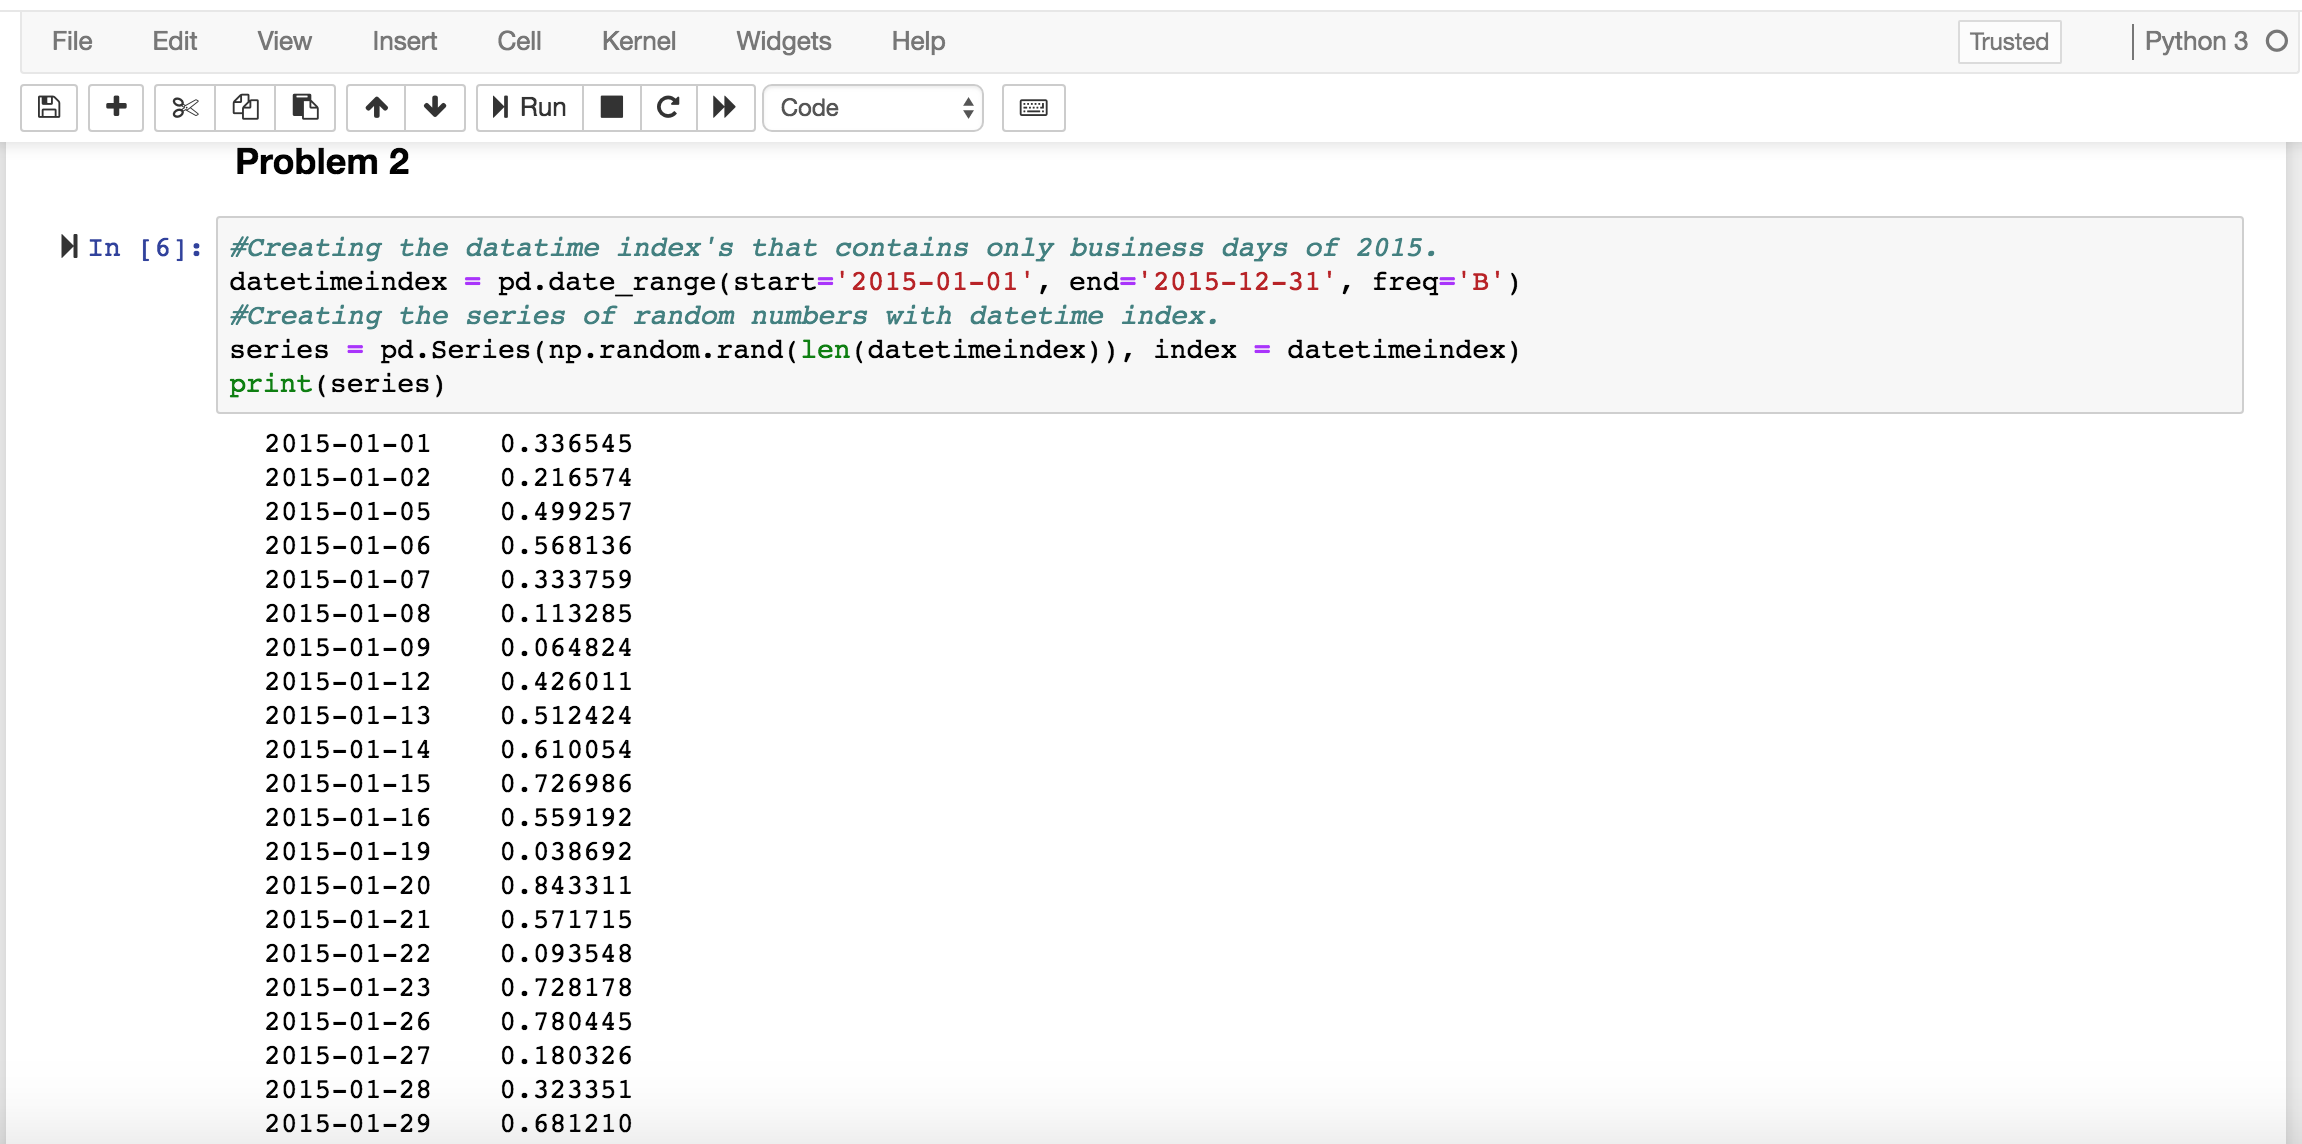 File Edit View Insert Cell Kernel Widgets Help Trusted Python 3
Run Code
Problem 2
In [6]: #Creating the datatime index's that contains only business days of 2015.
datetimeindex = pd.date_range(start='2015-01-01', end='2015-12-31', freq='B')
#Creating the series of random numbers with datetime index.
series = pd.Series(np.random.rand(len(datetimeindex)), index = datetimeindex)
print(series)
2015-01-01 0.336545
2015-01-02 0.216574
2015-01-05 0.499257
2015-01-06 0.568136
2015-01-07 0.333759
2015-01-08 0.113285
2015-01-09 0.064824
2015-01-12 0.426011
2015-01-13 0.512424
2015-01-14 0.610054
2015-01-15 0.726986
2015-01-16 0.559192
2015-01-19 0.038692
2015-01-20 0.843311
2015-01-21 0.571715
2015-01-22 0.093548
2015-01-23 0.728178
2015-01-26 0.780445
2015-01-27 0.180326
2015-01-28 0.323351
2015-01-29 0.681210